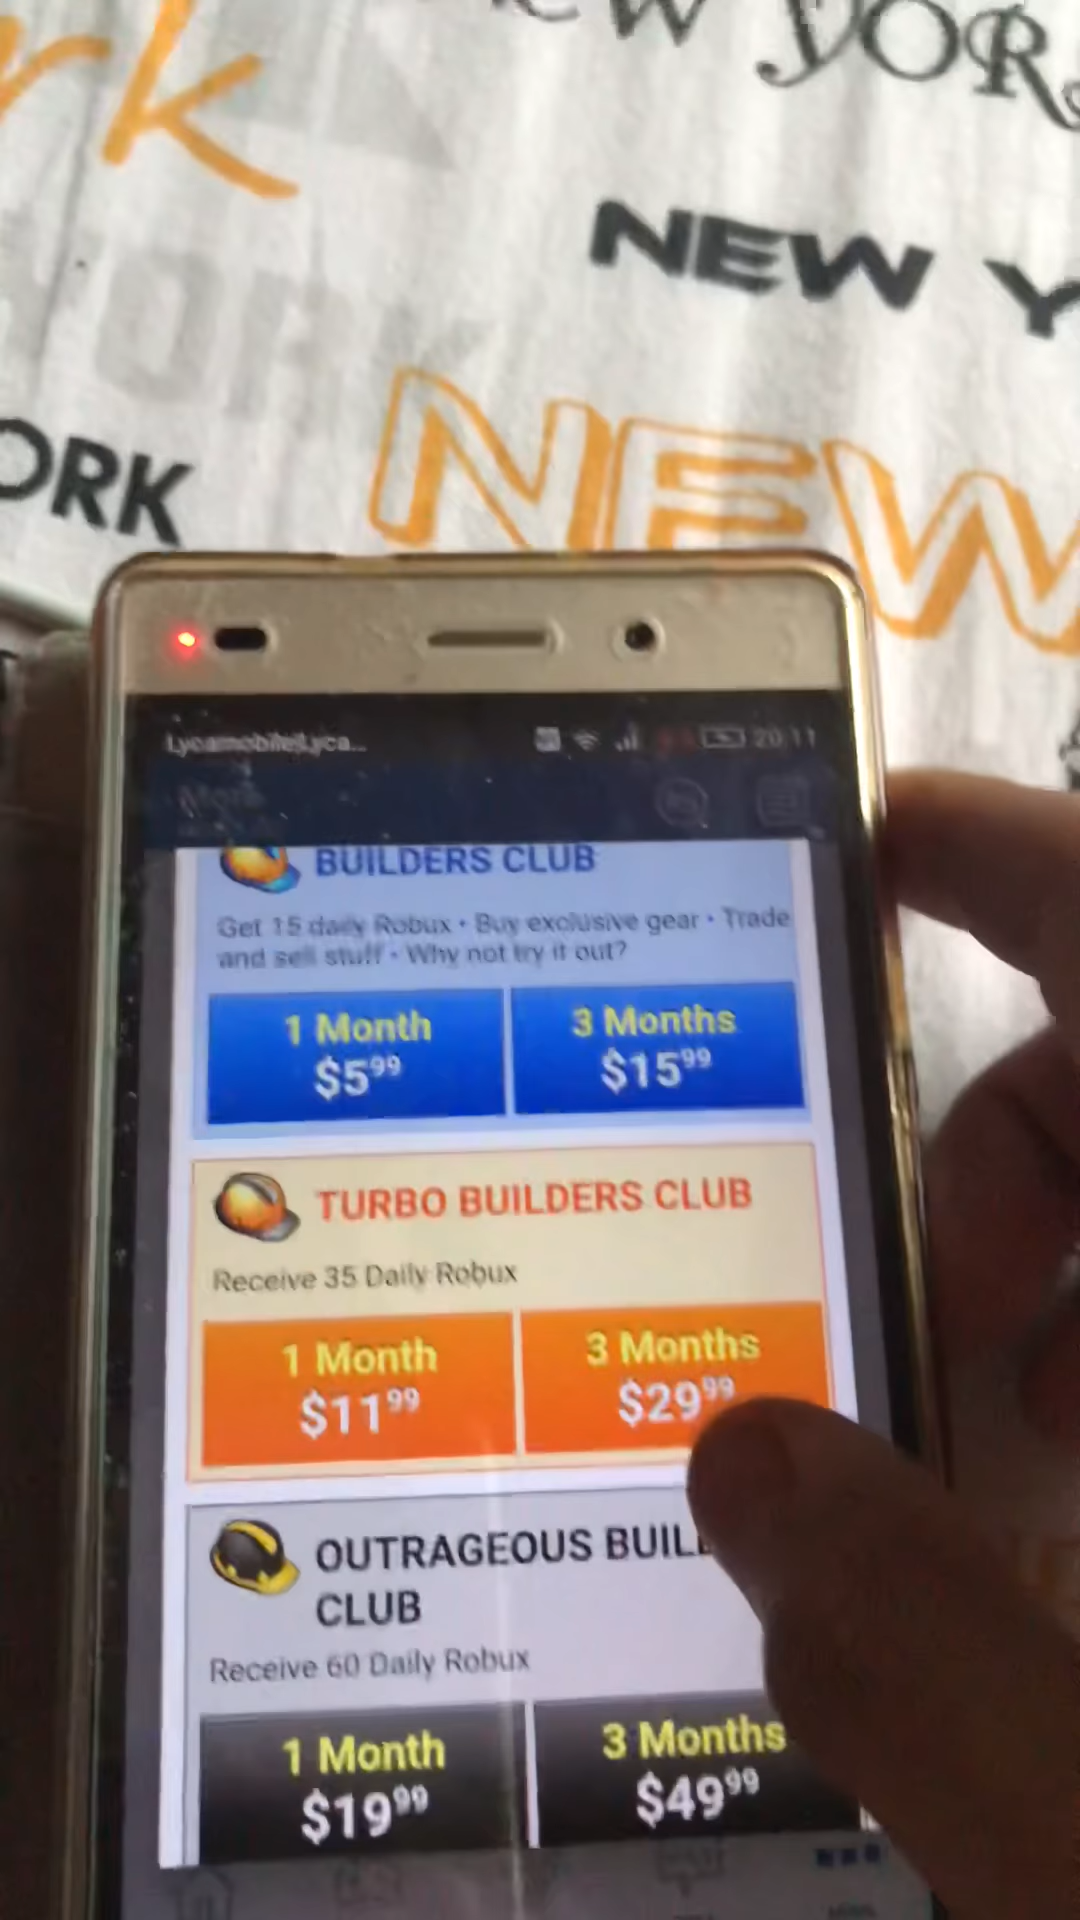 rk
NEW YOR
NEW Y
YORK
ORK
NEW
Lycamobile|Lyca...
20:11
More
BUILDERS CLUB
Get 15 daily Robux • Buy exclusive gear • Trade
and sell stuff • Why not try it out?
1 Month
$5⁹⁹
3 Months
$15⁹⁹
TURBO BUILDERS CLUB
Receive 35 Daily Robux
1 Month
$11⁹⁹
3 Months
$29⁹⁹
OUTRAGEOUS BUIL
CLUB
Receive 60 Daily Robux
1 Month
$19⁹⁹
3 Months
$49⁹⁹